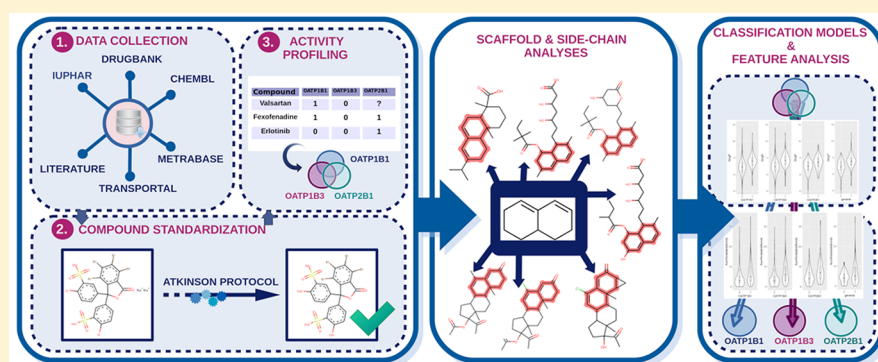 1. DATA COLLECTION
DRUGBANK
IUPHAR
CHEMBL
LITERATURE
METRABASE
TRANSPORTAL
3. ACTIVITY
PROFILING
Compound OATP1B1 OATP1B3 OATP2B1
Valsartan 1 0 ?
Fexofenadine 1 0 1
Erlotinib 0 0 1
OATP1B1
OATP1B3
OATP2B1
2. COMPOUND STANDARDIZATION
ATKINSON PROTOCOL
SCAFFOLD & SIDE-CHAIN
ANALYSES
CLASSIFICATION MODELS
&
FEATURE ANALYSIS
OATP1B1
OATP1B3
OATP2B1